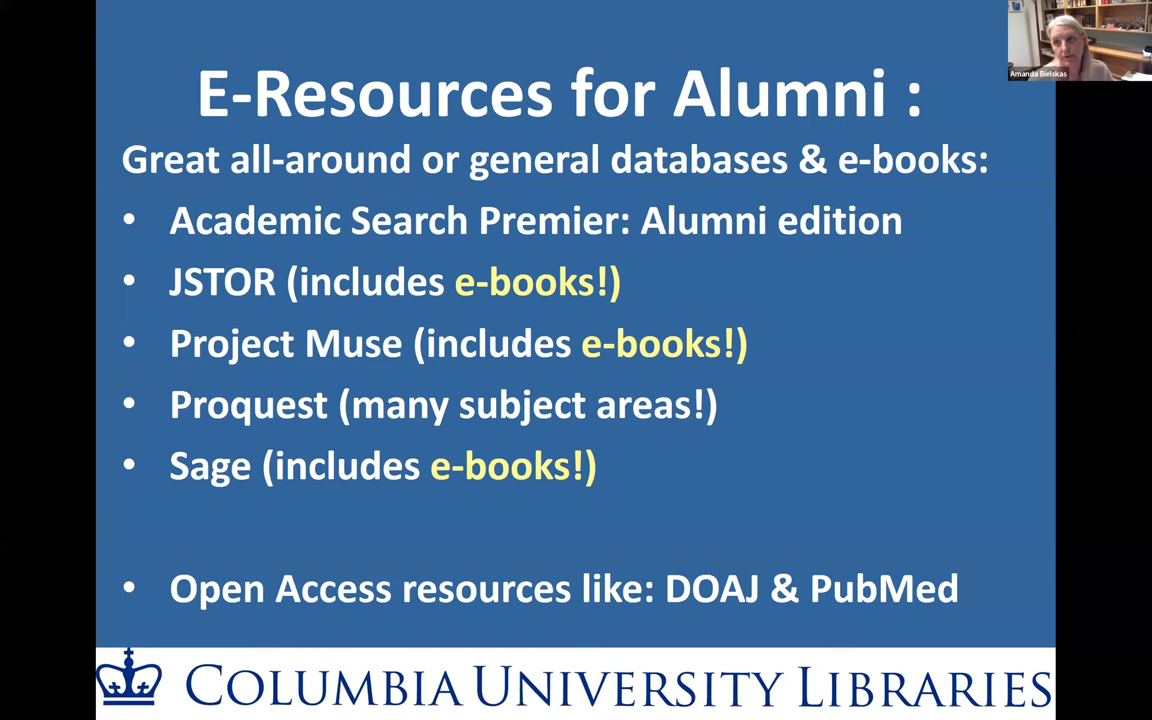 E-Resources for Alumni :
Great all-around or general databases & e-books:
• Academic Search Premier: Alumni edition
• JSTOR (includes e-books!)
• Project Muse (includes e-books!)
• Proquest (many subject areas!)
• Sage (includes e-books!)
• Open Access resources like: DOAJ & PubMed
COLUMBIA UNIVERSITY LIBRARIES
Amanda Bielskas